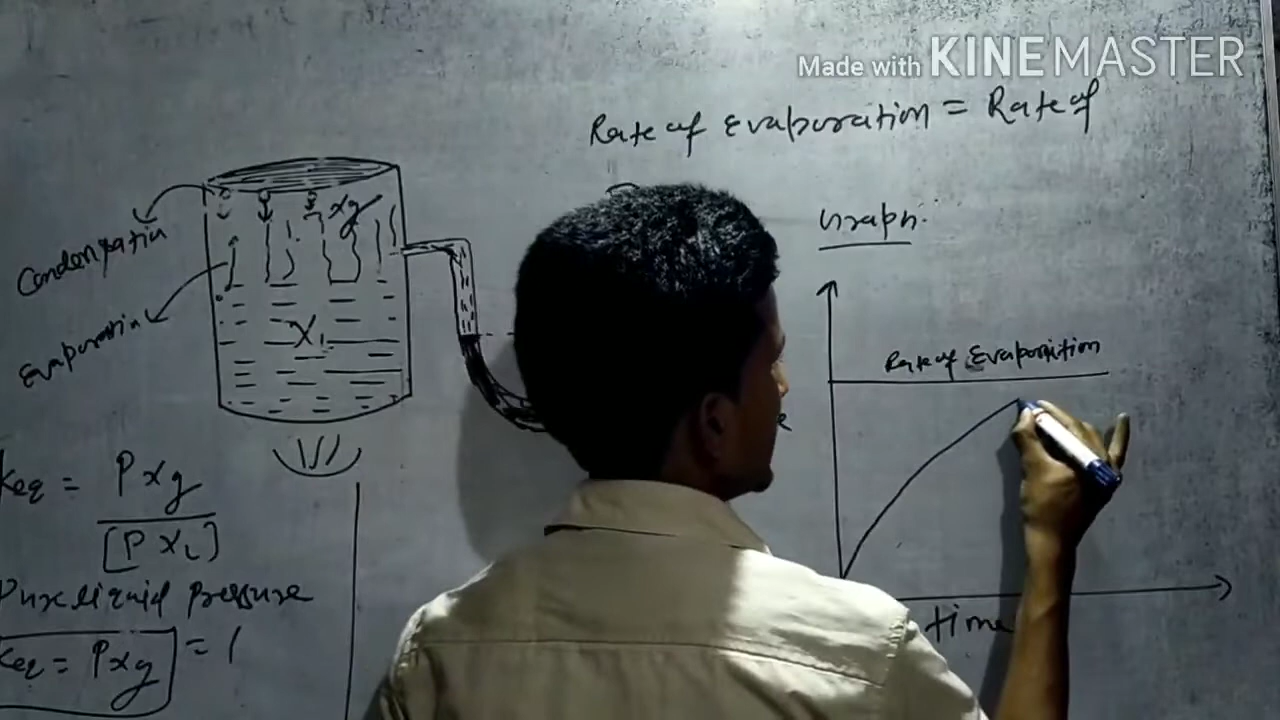 Made with KINEMASTER
Rate of Evaporation = Rate of
Condensation
Evaporation
Xg
XL
Graph.
Rate of Evaporation
time
Keq = PXg
[PXL]
Pure liquid pressure
Keq = PXg = 1